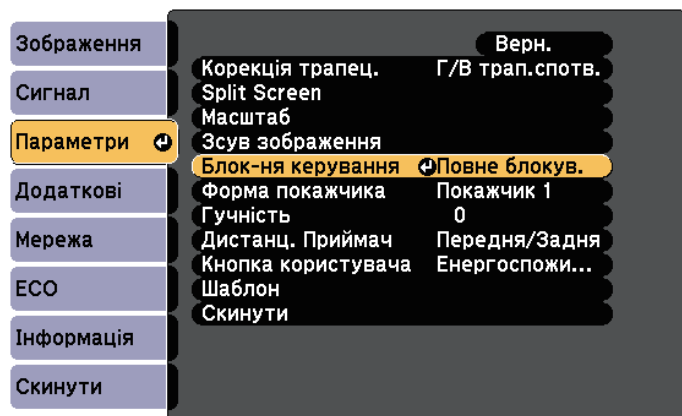 Зображення
Сигнал
Параметри
Додаткові
Мережа
ECO
Інформація
Скинути
Верн.
Корекція трапец. Г/В трап.спотв.
Split Screen
Масштаб
Зсув зображення
Блок-ня керування Повне блокув.
Форма покажчика Покажчик 1
Гучність 0
Дистанц. Приймач Передня/Задня
Кнопка користувача Енергоспожи...
Шаблон
Скинути